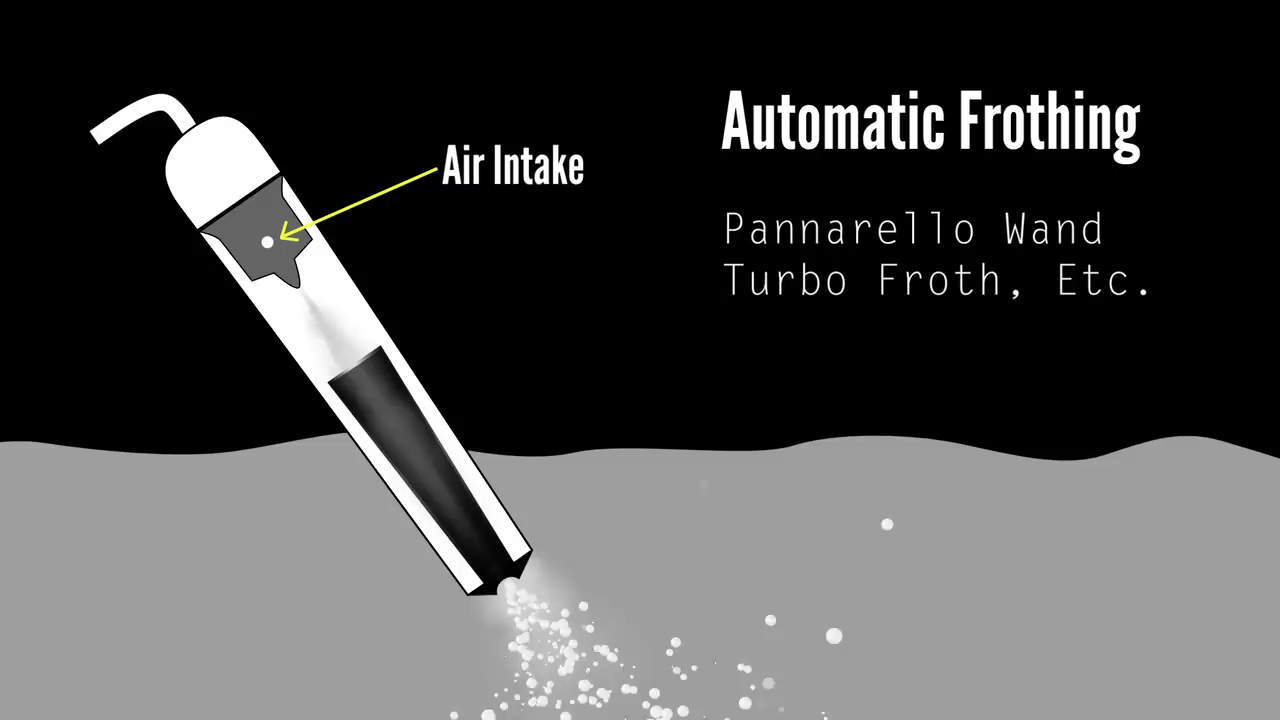 Automatic Frothing
Air Intake
Pannarello Wand
Turbo Froth, Etc.